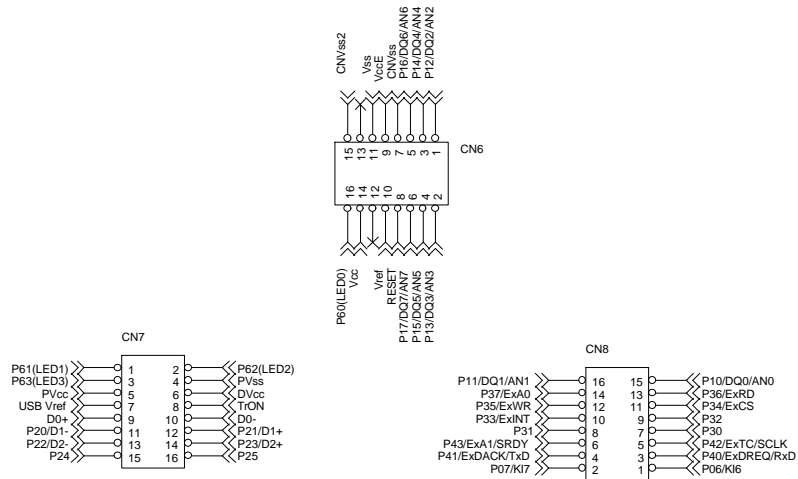 CNVss2
Vss
VccE
CNVss
P16/DQ6/AN6
P14/DQ4/AN4
P12/DQ2/AN2
CN6
15 13 11 9 7 5 3 1
16 14 12 10 8 6 4 2
P60(LED0)
Vcc
Vref
RESET
P17/DQ7/AN7
P15/DQ5/AN5
P13/DQ3/AN3
CN7
P61(LED1) 1 2 P62(LED2)
P63(LED3) 3 4 PVss
PVcc 5 6 DVcc
USB Vref 7 8 TrON
D0+ 9 10 D0-
P20/D1- 11 12 P21/D1+
P22/D2- 13 14 P23/D2+
P24 15 16 P25
CN8
P11/DQ1/AN1 16 15 P10/DQ0/AN0
P37/ExA0 14 13 P36/ExRD
P35/ExWR 12 11 P34/ExCS
P33/ExINT 10 9 P32
P31 8 7 P30
P43/ExA1/SRDY 6 5 P42/ExTC/SCLK
P41/ExDACK/TxD 4 3 P40/ExDREQ/RxD
P07/KI7 2 1 P06/KI6